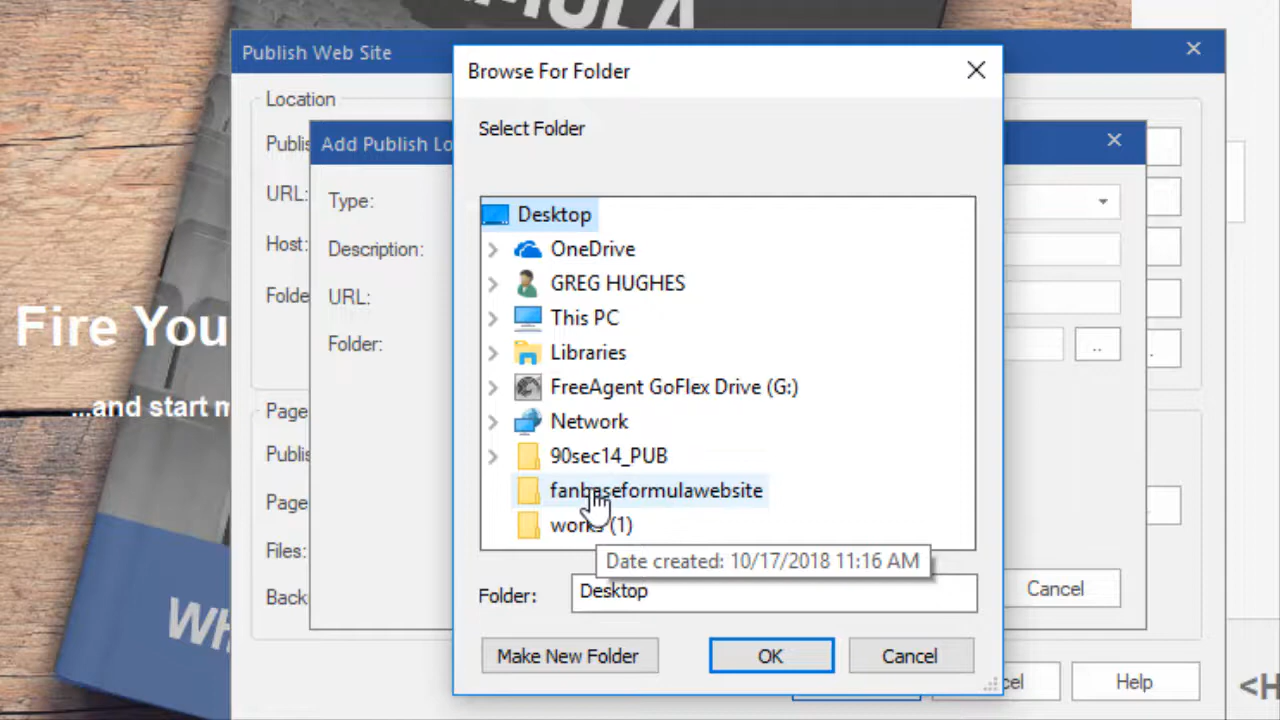 Publish Web Site
Browse For Folder
Location
Select Folder
Add Publish Lo
URL:
Type:
Desktop
Host:
Description:
OneDrive
GREG HUGHES
Folde
URL:
This PC
Fire You
Folder:
..
Libraries
FreeAgent GoFlex Drive (G:)
...and start m
Page
Network
Publis
90sec14_PUB
Page
fanbaseformulawebsite
works (1)
Files:
Date created: 10/17/2018 11:16 AM
Back
Folder:
Desktop
Cancel
Make New Folder
OK
Cancel
cel
Help
<H